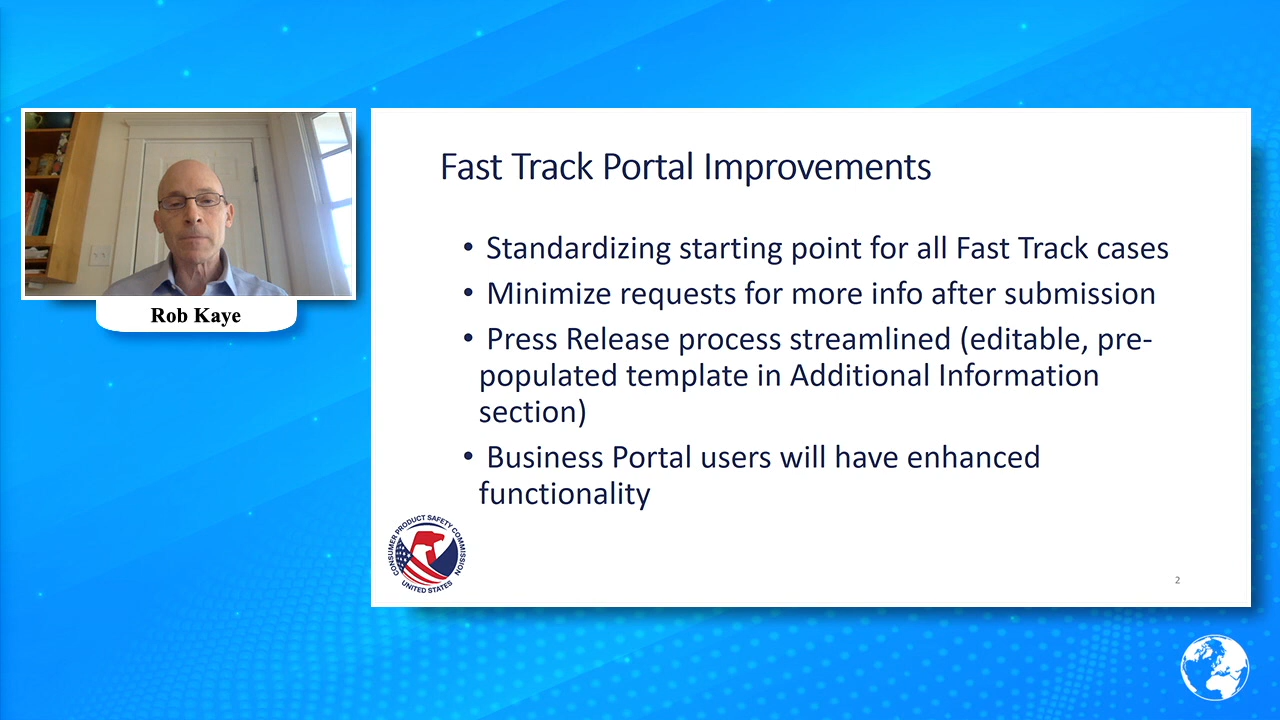 Fast Track Portal Improvements
• Standardizing starting point for all Fast Track cases
• Minimize requests for more info after submission
• Press Release process streamlined (editable, pre-
populated template in Additional Information
section)
• Business Portal users will have enhanced
functionality
Rob Kaye
CONSUMER PRODUCT SAFETY COMMISSION
UNITED STATES
2